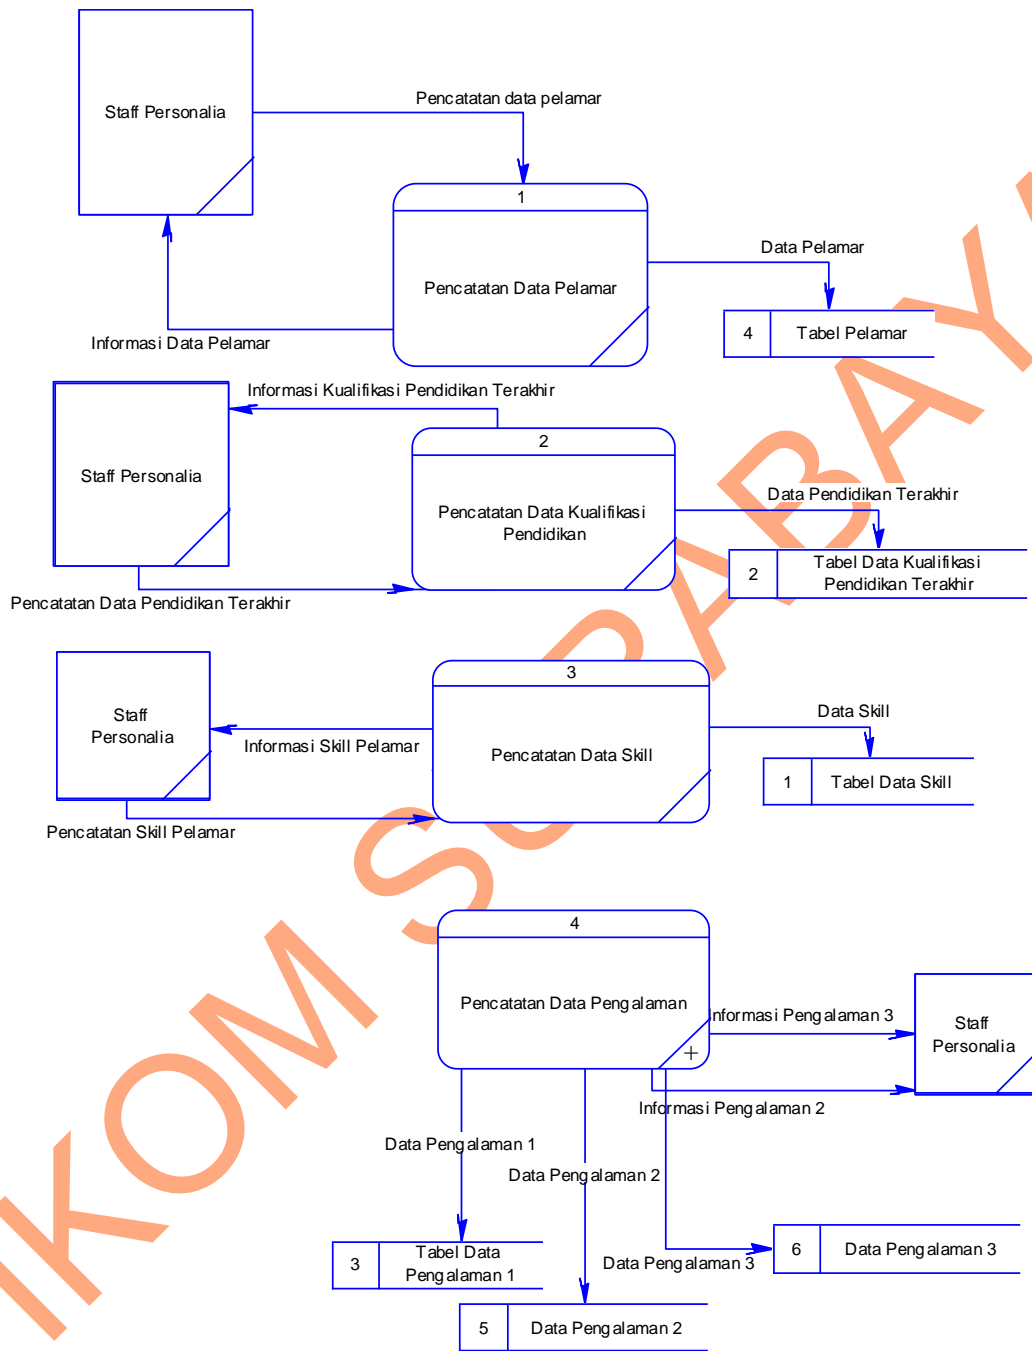 Staff Personalia
Pencatatan data pelamar
1
Pencatatan Data Pelamar
Data Pelamar
4
Tabel Pelamar
Informasi Data Pelamar
Informasi Kualifikasi Pendidikan Terakhir
Staff Personalia
2
Pencatatan Data Kualifikasi
Pendidikan
Data Pendidikan Terakhir
2
Tabel Data Kualifikasi
Pendidikan Terakhir
Pencatatan Data Pendidikan Terakhir
Staff
Personalia
3
Pencatatan Data Skill
Informasi Skill Pelamar
Data Skill
1
Tabel Data Skill
Pencatatan Skill Pelamar
4
Pencatatan Data Pengalaman
+
Informasi Pengalaman 3
Staff
Personalia
Informasi Pengalaman 2
Data Pengalaman 1
Data Pengalaman 2
Data Pengalaman 3
3
Tabel Data
Pengalaman 1
6
Data Pengalaman 3
5
Data Pengalaman 2
IKOM SURABAYA